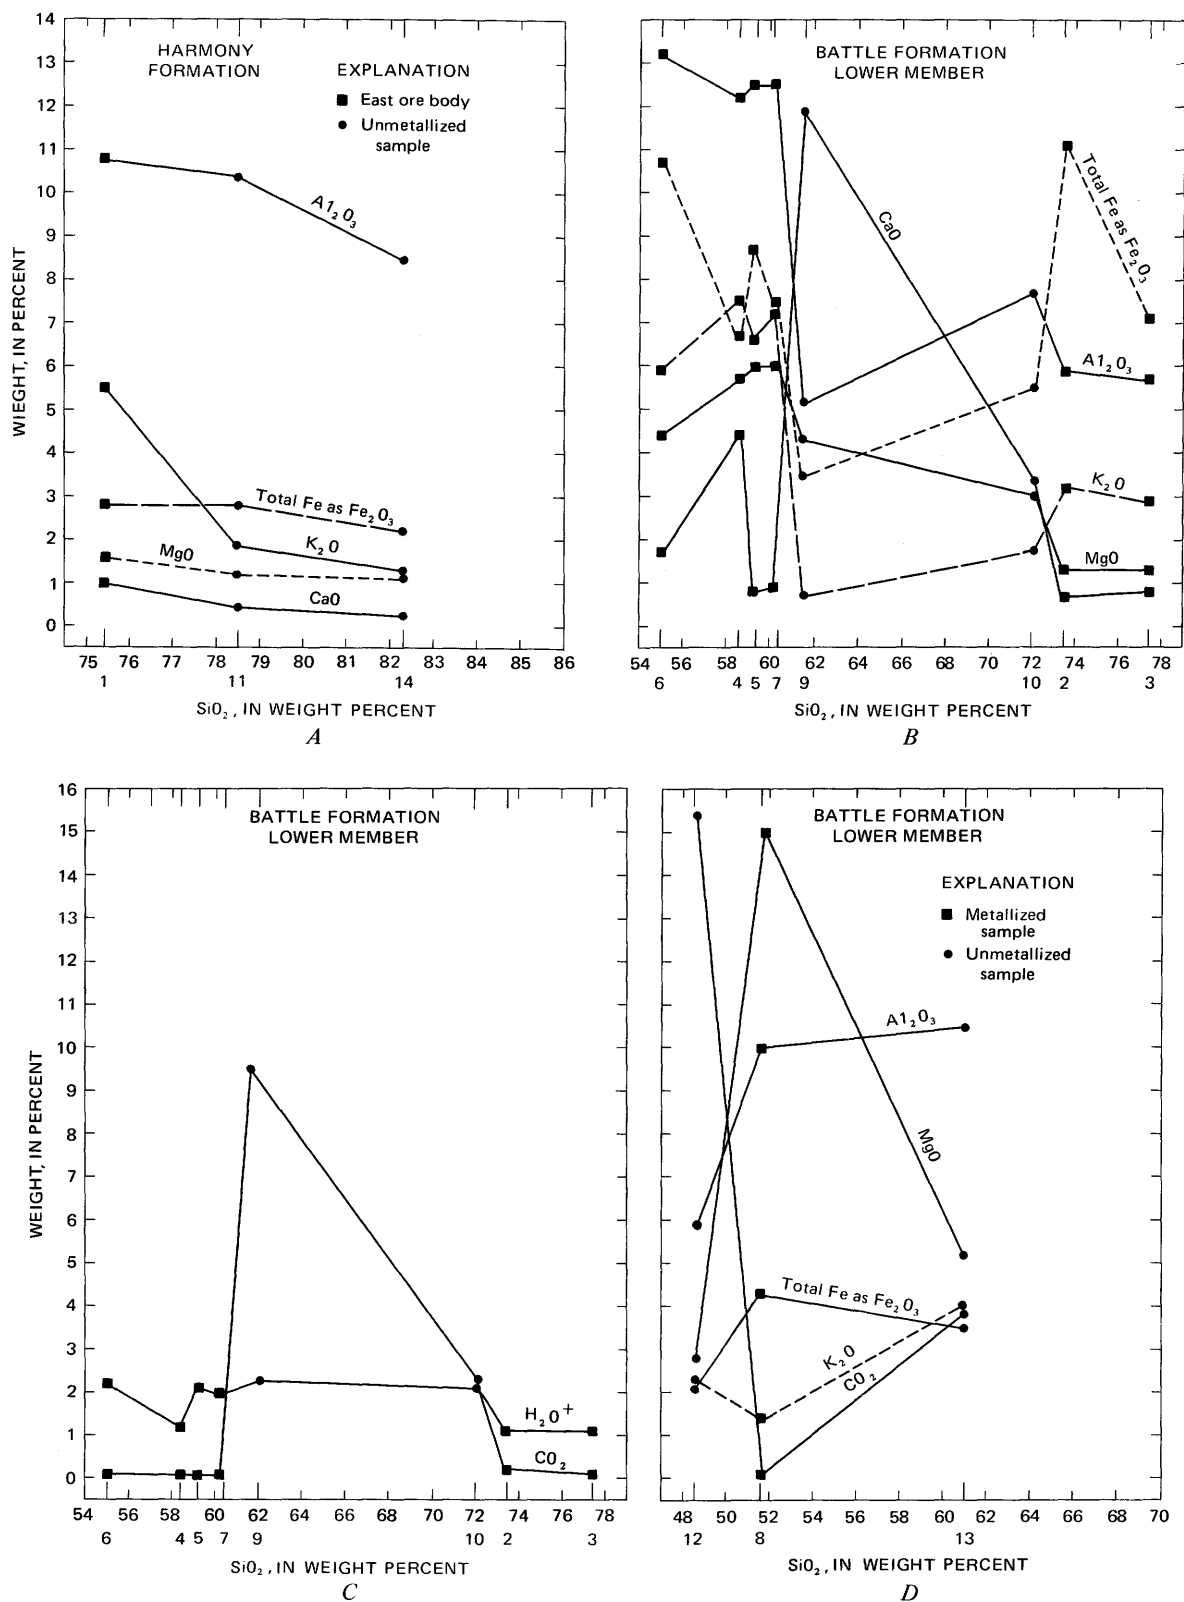 14
13
12
11
10
9
8
7
6
5
4
3
2
1
0
WIEGHT, IN PERCENT
HARMONY
FORMATION
EXPLANATION
East ore body
Unmetallized
sample
A1₂O₃
Total Fe as Fe₂O₃
K₂O
MgO
CaO
75 76 77 78 79 80 81 82 83 84 85 86
1 11 14
SiO₂, IN WEIGHT PERCENT
A
BATTLE FORMATION
LOWER MEMBER
CaO
Total Fe as Fe₂O₃
A1₂O₃
K₂O
MgO
54 56 58 60 62 64 66 68 70 72 74 76 78
6 4 5 7 9 10 2 3
SiO₂, IN WEIGHT PERCENT
B
16
15
14
13
12
11
10
9
8
7
6
5
4
3
2
1
0
WEIGHT, IN PERCENT
BATTLE FORMATION
LOWER MEMBER
H₂O+
CO₂
54 56 58 60 62 64 66 68 70 72 74 76 78
6 4 5 7 9 10 2 3
SiO₂, IN WEIGHT PERCENT
C
BATTLE FORMATION
LOWER MEMBER
EXPLANATION
Metallized
sample
Unmetallized
sample
A1₂O₃
MgO
Total Fe as Fe₂O₃
K₂O
CO₂
48 50 52 54 56 58 60 62 64 66 68 70
12 8 13
SiO₂, IN WEIGHT PERCENT
D